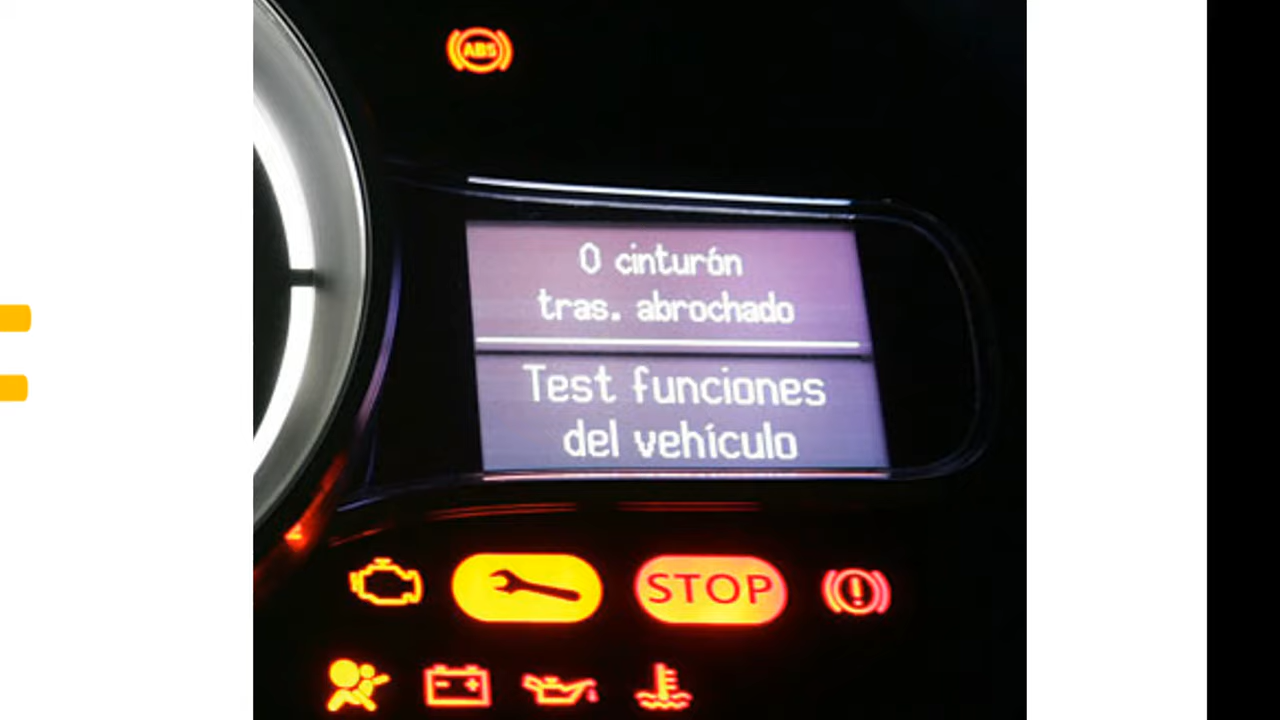 ABS
0 cinturón
tras. abrochado
Test funciones
del vehículo
STOP